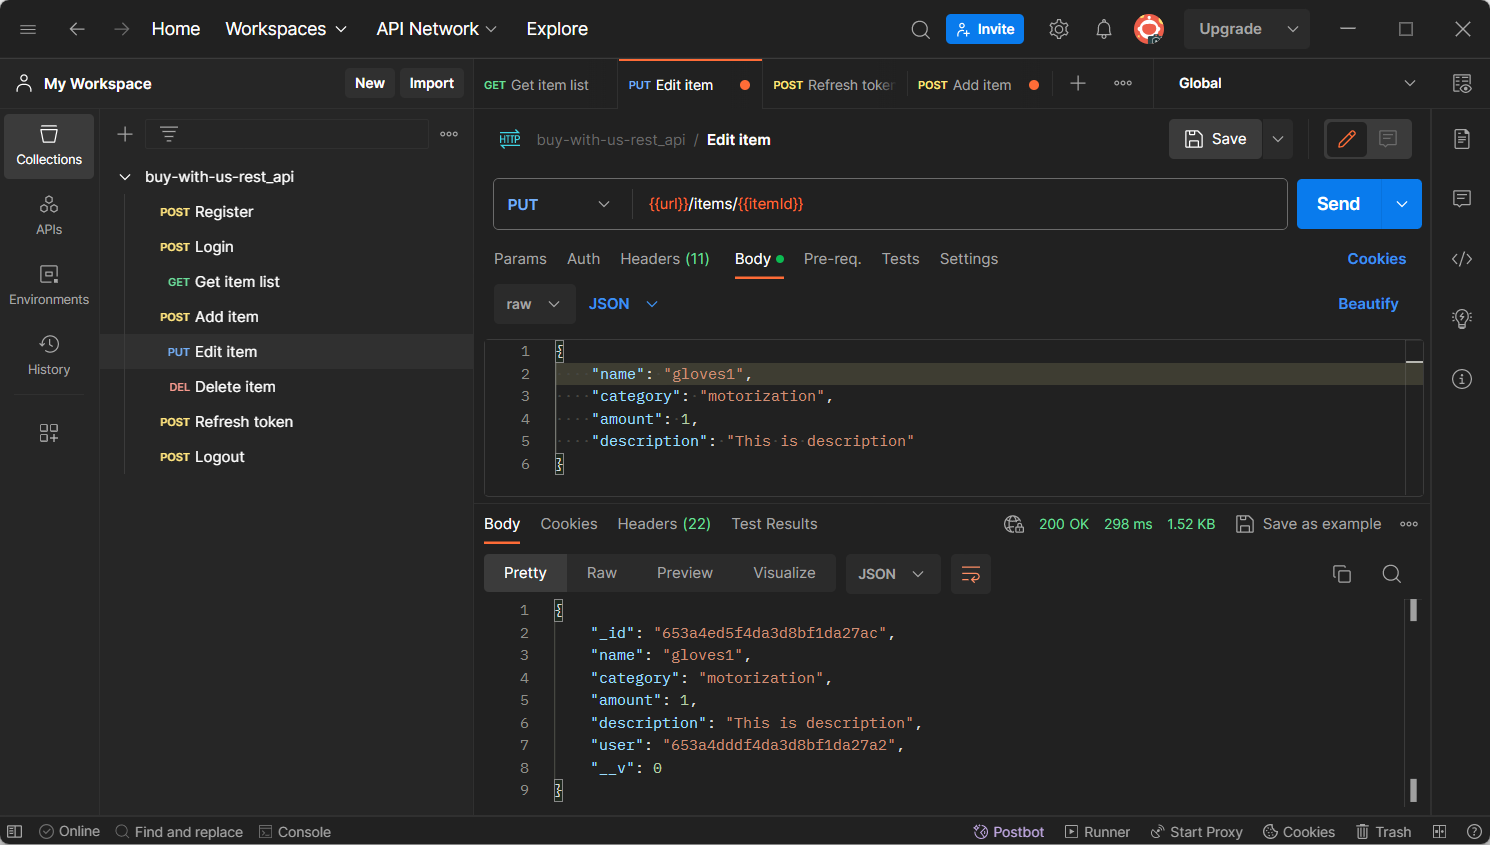 Home Workspaces API Network Explore Invite Upgrade
My Workspace New Import GET Get item list PUT Edit item POST Refresh token POST Add item Global
Collections
APIs
Environments
History
buy-with-us-rest_api
POST Register
POST Login
GET Get item list
POST Add item
PUT Edit item
DEL Delete item
POST Refresh token
POST Logout
HTTP buy-with-us-rest_api / Edit item Save
PUT {{url}}/items/{{itemId}} Send
Params Auth Headers (11) Body Pre-req. Tests Settings Cookies
raw JSON Beautify
1 {
2 "name": "gloves1",
3 "category": "motorization",
4 "amount": 1,
5 "description": "This is description"
6 }
Body Cookies Headers (22) Test Results 200 OK 298 ms 1.52 KB Save as example
Pretty Raw Preview Visualize JSON
1 {
2 "_id": "653a4ed5f4da3d8bf1da27ac",
3 "name": "gloves1",
4 "category": "motorization",
5 "amount": 1,
6 "description": "This is description",
7 "user": "653a4dddf4da3d8bf1da27a2",
8 "__v": 0
9 }
Online Find and replace Console Postbot Runner Start Proxy Cookies Trash